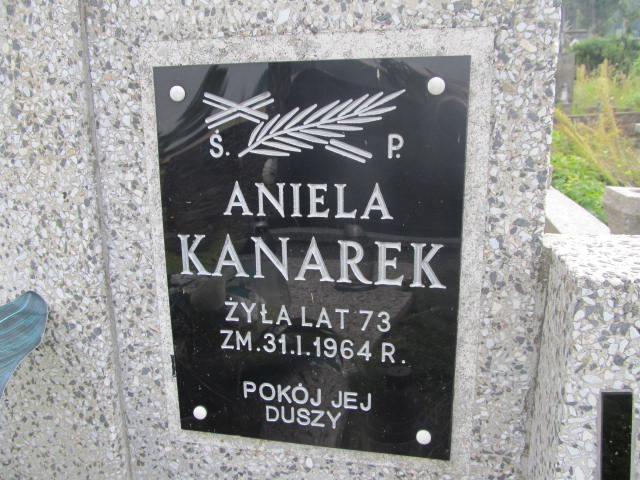 Ś. P.
ANIELA
KANAREK
ŻYŁA LAT 73
ZM. 31.I.1964 R.
POKÓJ JEJ
DUSZY